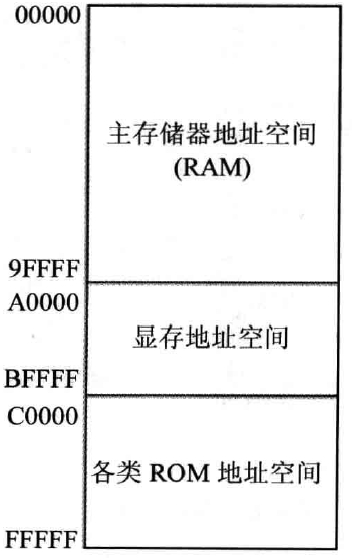 00000
主存储器地址空间
(RAM)
9FFFF
A0000
显存地址空间
BFFFF
C0000
各类 ROM 地址空间
FFFFF